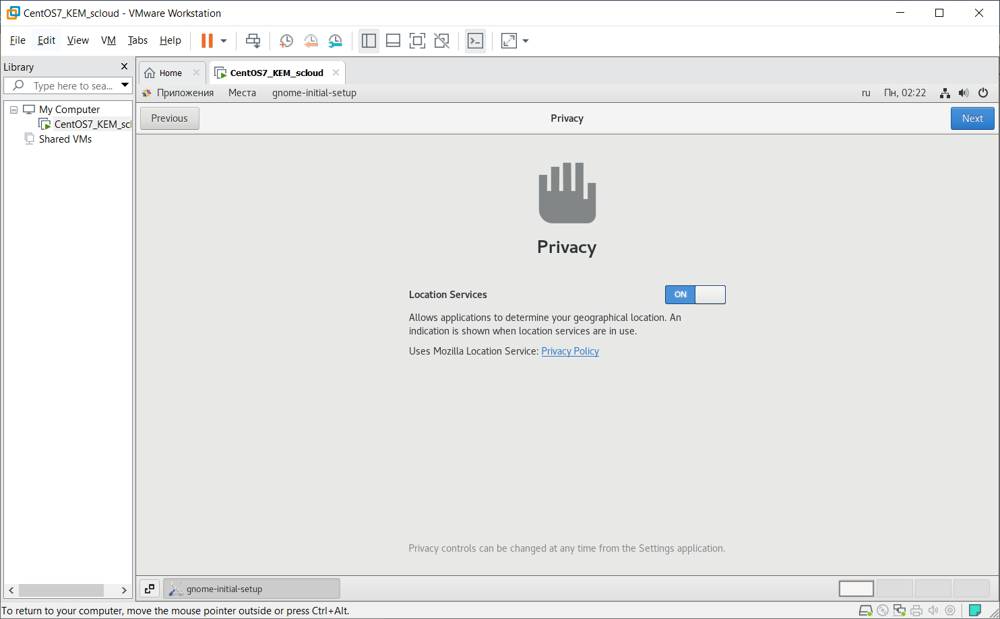 CentOS7_KEM_scloud - VMware Workstation
File Edit View VM Tabs Help
Library
Home CentOS7_KEM_scloud
Type here to sea...
Приложения Места gnome-initial-setup ru Пн, 02:22
My Computer
CentOS7_KEM_scl
Shared VMs
Previous Privacy Next
Privacy
Location Services ON
Allows applications to determine your geographical location. An
indication is shown when location services are in use.
Uses Mozilla Location Service: Privacy Policy
Privacy controls can be changed at any time from the Settings application.
gnome-initial-setup
To return to your computer, move the mouse pointer outside or press Ctrl+Alt.